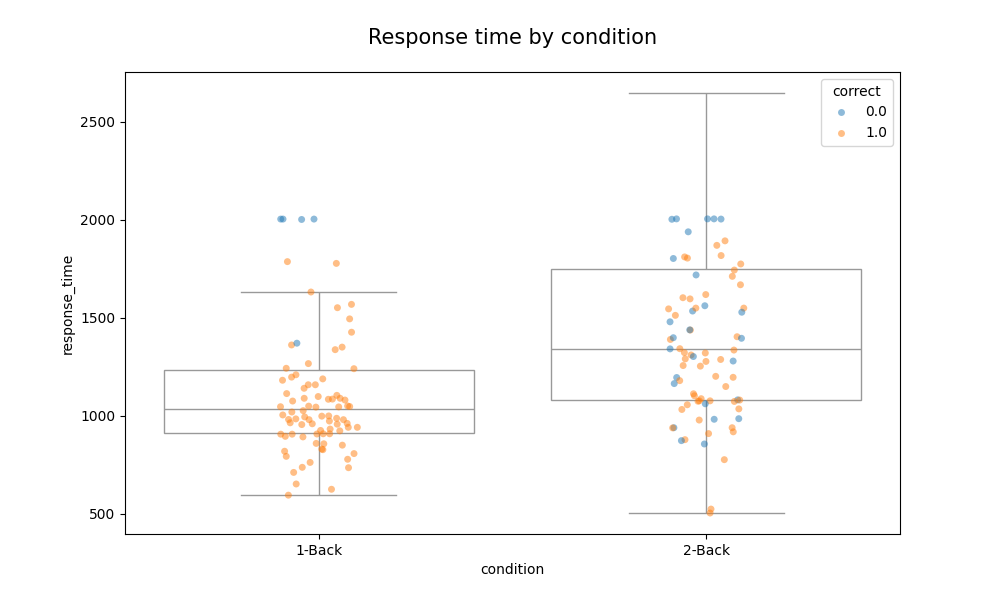 Response time by condition
correct
0.0
1.0
2500
2000
1500
1000
500
response_time
1-Back
2-Back
condition